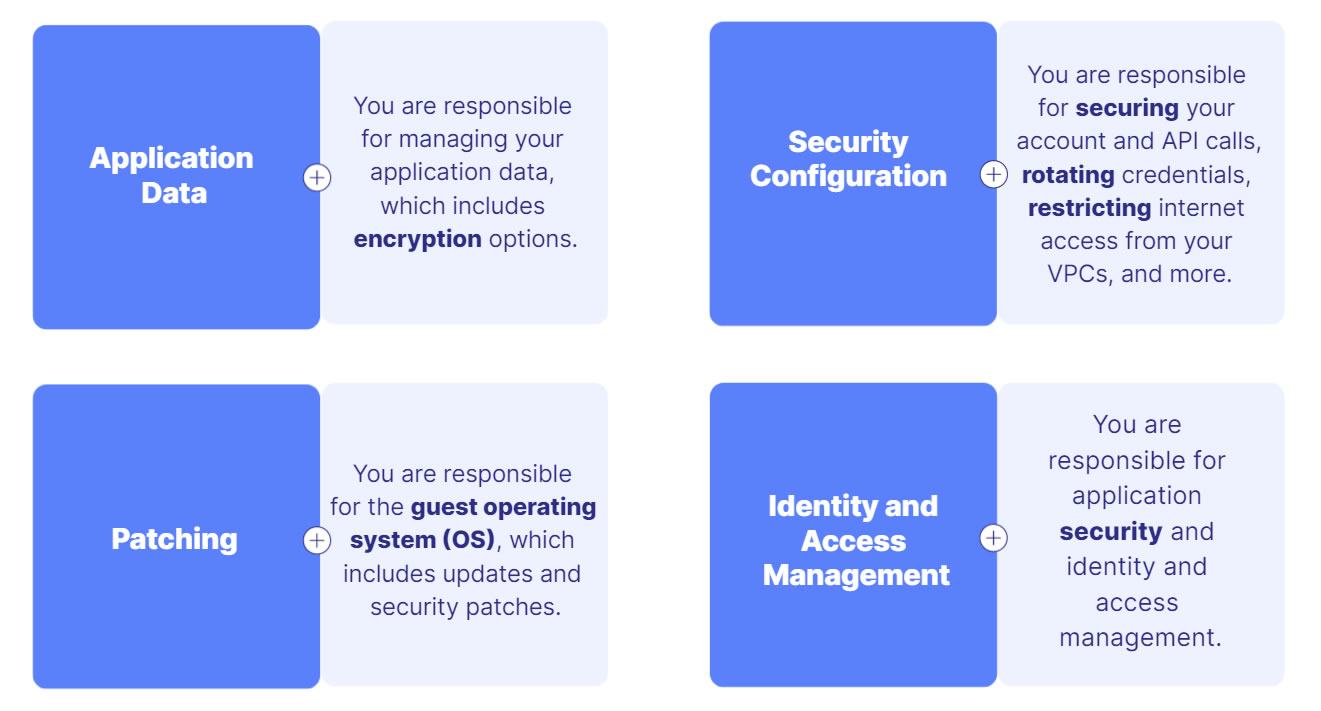 Application
Data
You are responsible
for managing your
application data,
which includes
encryption options.
Security
Configuration
You are responsible
for securing your
account and API calls,
rotating credentials,
restricting internet
access from your
VPCs, and more.
Patching
You are responsible
for the guest operating
system (OS), which
includes updates and
security patches.
Identity and
Access
Management
You are
responsible for
application
security and
identity and
access
management.